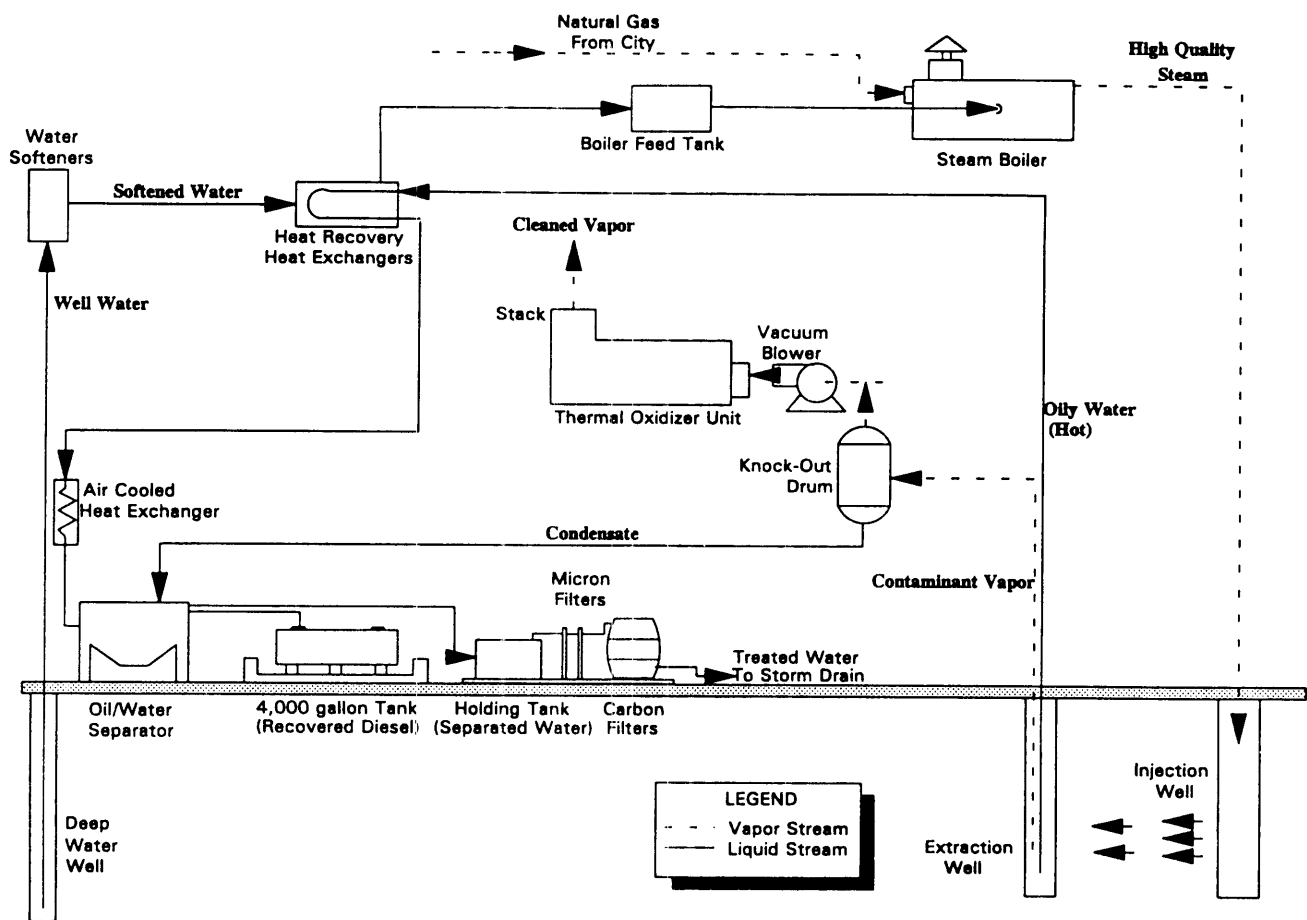 Natural Gas
From City
High Quality
Steam
Water
Softeners
Boiler Feed Tank
Steam Boiler
Softened Water
Heat Recovery
Heat Exchangers
Cleaned Vapor
Well Water
Stack
Vacuum
Blower
Thermal Oxidizer Unit
Oily Water
(Hot)
Knock-Out
Drum
Air Cooled
Heat Exchanger
Condensate
Micron
Filters
Contaminant Vapor
Treated Water
To Storm Drain
Oil/Water
Separator
4,000 gallon Tank
(Recovered Diesel)
Holding Tank
(Separated Water)
Carbon
Filters
Injection
Well
LEGEND
Vapor Stream
Liquid Stream
Deep
Water
Well
Extraction
Well